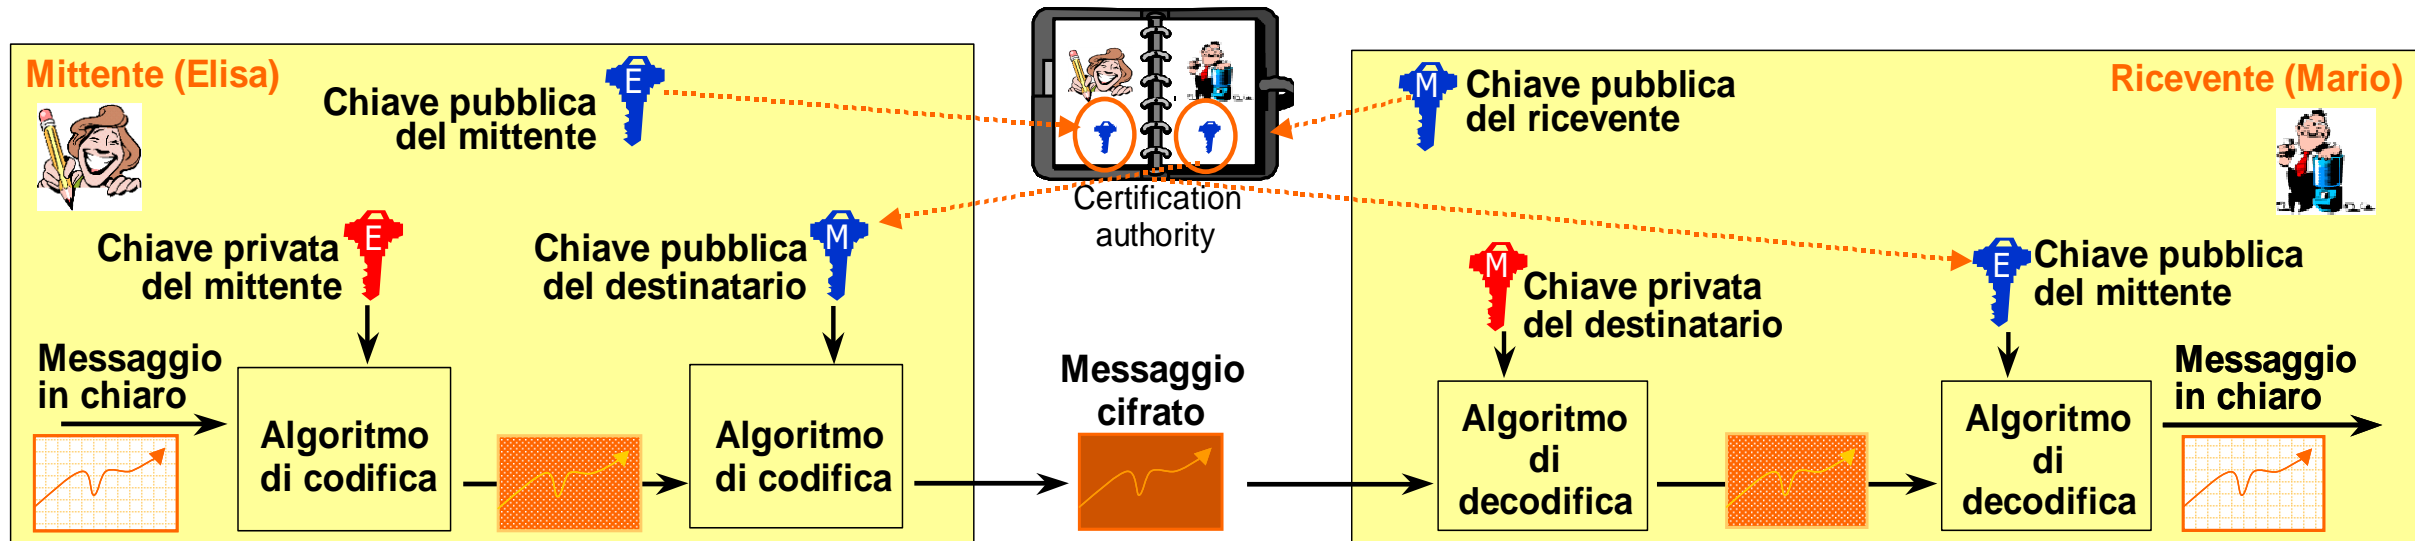 Mittente (Elisa)
Chiave pubblica
del mittente
E
Certification
authority
M
Chiave pubblica
del ricevente
Ricevente (Mario)
Chiave privata
del mittente
E
Chiave pubblica
del destinatario
M
M
Chiave privata
del destinatario
E
Chiave pubblica
del mittente
Messaggio
in chiaro
Algoritmo
di codifica
Algoritmo
di codifica
Messaggio
cifrato
Algoritmo
di
decodifica
Algoritmo
di
decodifica
Messaggio
in chiaro